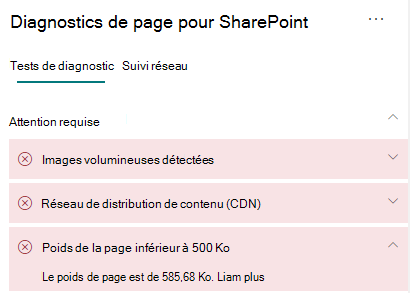 Diagnostics de page pour SharePoint
Tests de diagnostic Suivi réseau
Attention requise
Images volumineuses détectées
Réseau de distribution de contenu (CDN)
Poids de la page inférieur à 500 Ko
Le poids de page est de 585,68 Ko. Liam plus